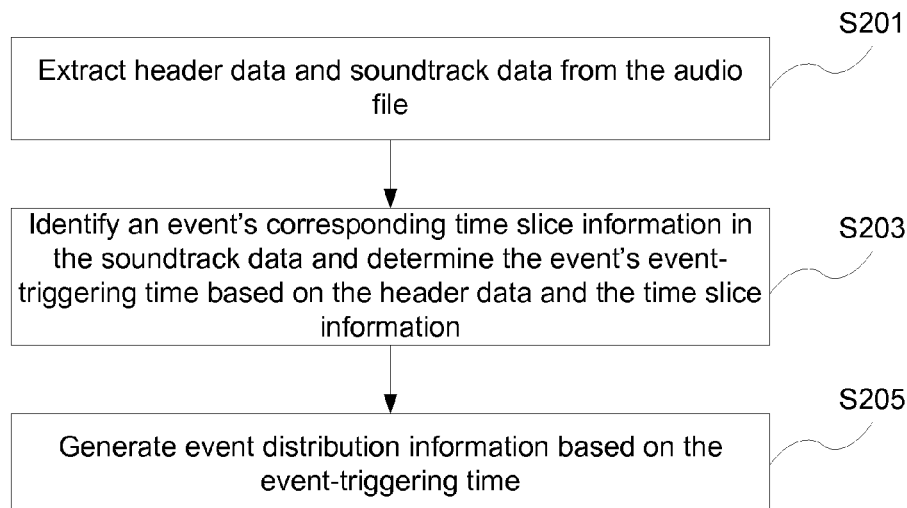 S201
Extract header data and soundtrack data from the audio
file
Identify an event's corresponding time slice information in
the soundtrack data and determine the event's event-
triggering time based on the header data and the time slice
information
S203
S205
Generate event distribution information based on the
event-triggering time